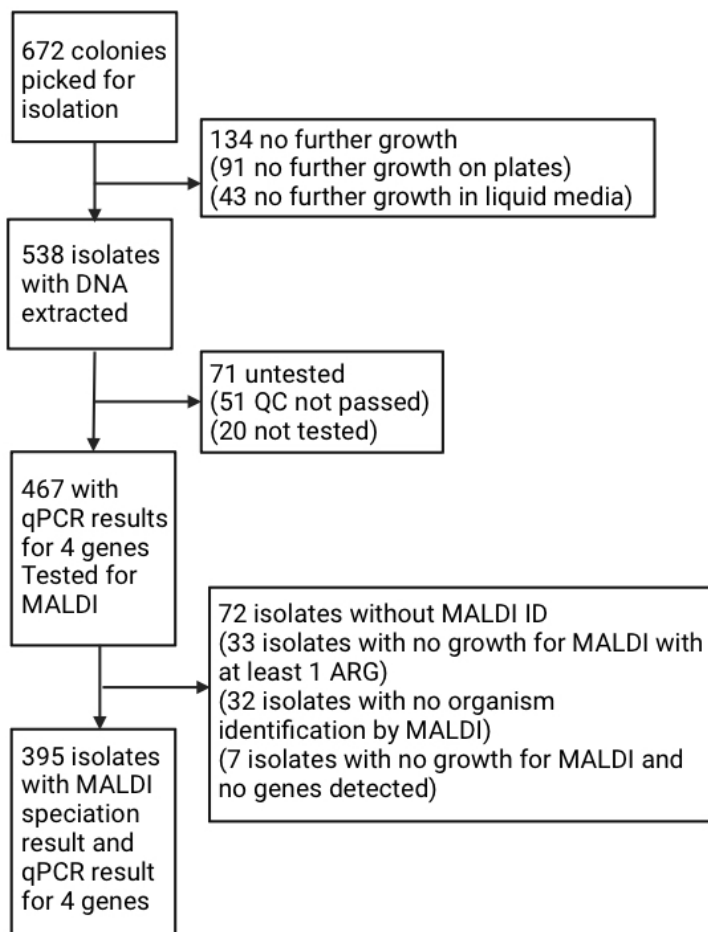 672 colonies
picked for
isolation
134 no further growth
(91 no further growth on plates)
(43 no further growth in liquid media)
538 isolates
with DNA
extracted
71 untested
(51 QC not passed)
(20 not tested)
467 with
qPCR results
for 4 genes
Tested for
MALDI
72 isolates without MALDI ID
(33 isolates with no growth for MALDI with
at least 1 ARG)
(32 isolates with no organism
identification by MALDI)
(7 isolates with no growth for MALDI and
no genes detected)
395 isolates
with MALDI
speciation
result and
qPCR result
for 4 genes